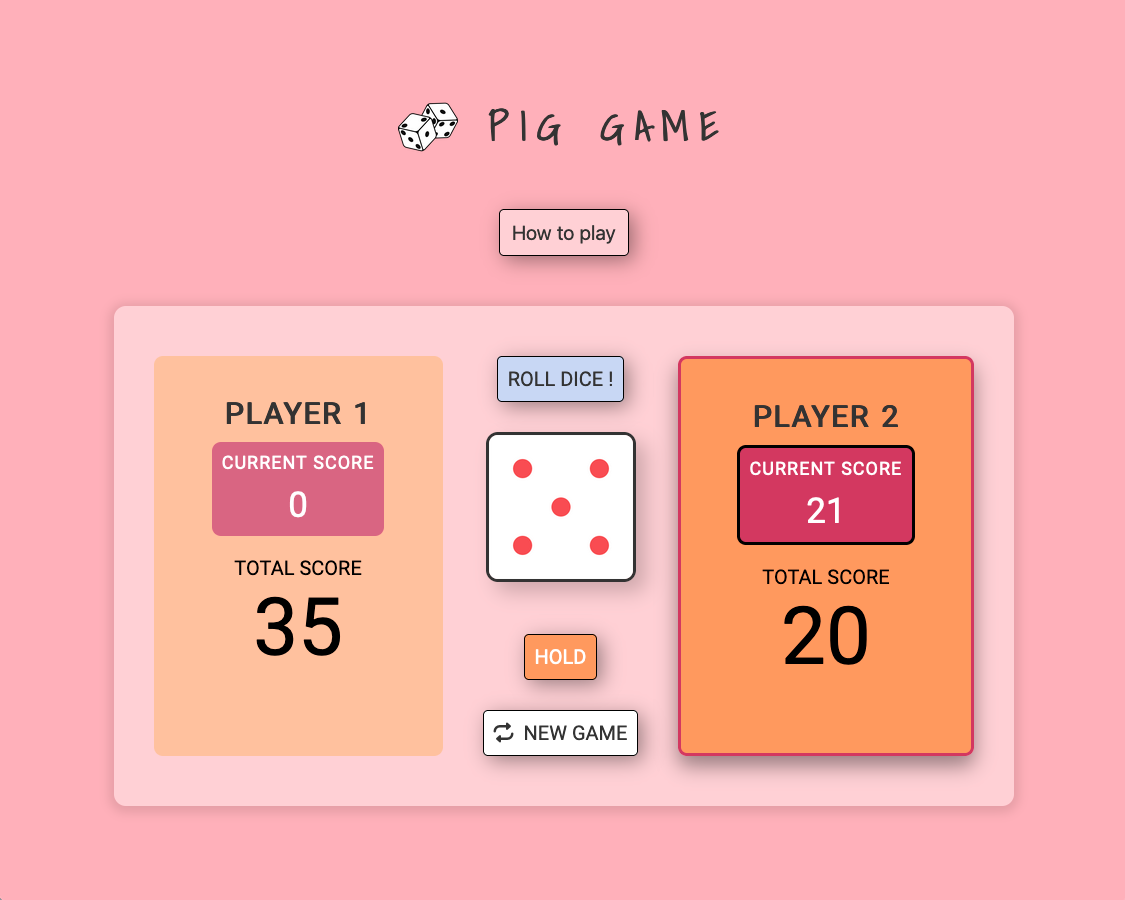 PIG GAME
How to play
PLAYER 1
CURRENT SCORE
0
TOTAL SCORE
35
ROLL DICE !
HOLD
NEW GAME
PLAYER 2
CURRENT SCORE
21
TOTAL SCORE
20